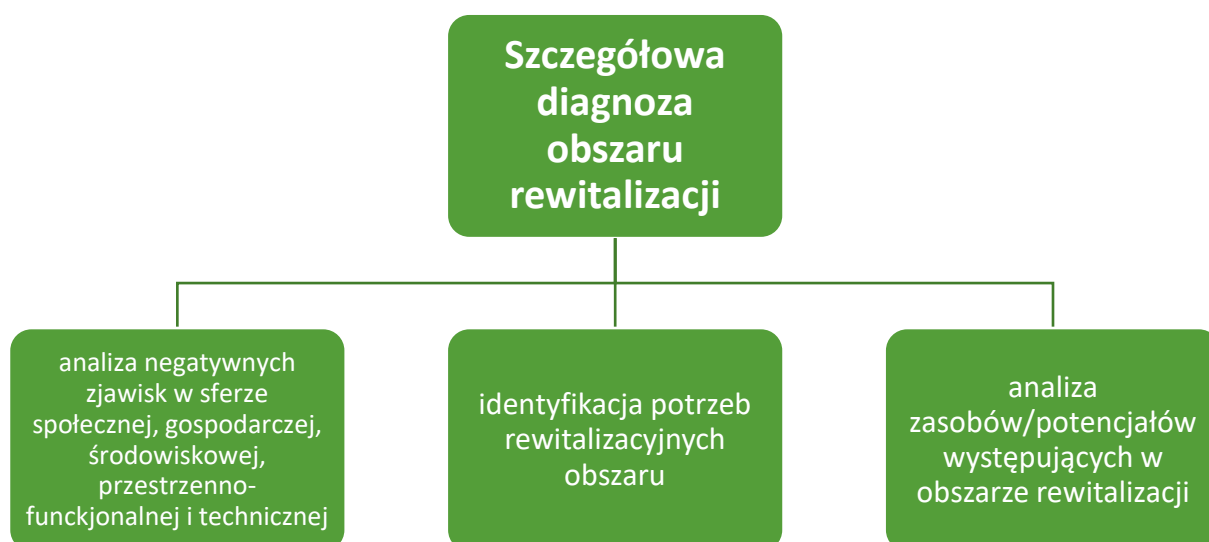 Szczegółowa
diagnoza
obszaru
rewitalizacji
analiza negatywnych
zjawisk w sferze
społecznej, gospodarczej,
środowiskowej,
przestrzenno-
funckjonalnej i technicznej
identyfikacja potrzeb
rewitalizacyjnych
obszaru
analiza
zasobów/potencjałów
występujących w
obszarze rewitalizacji